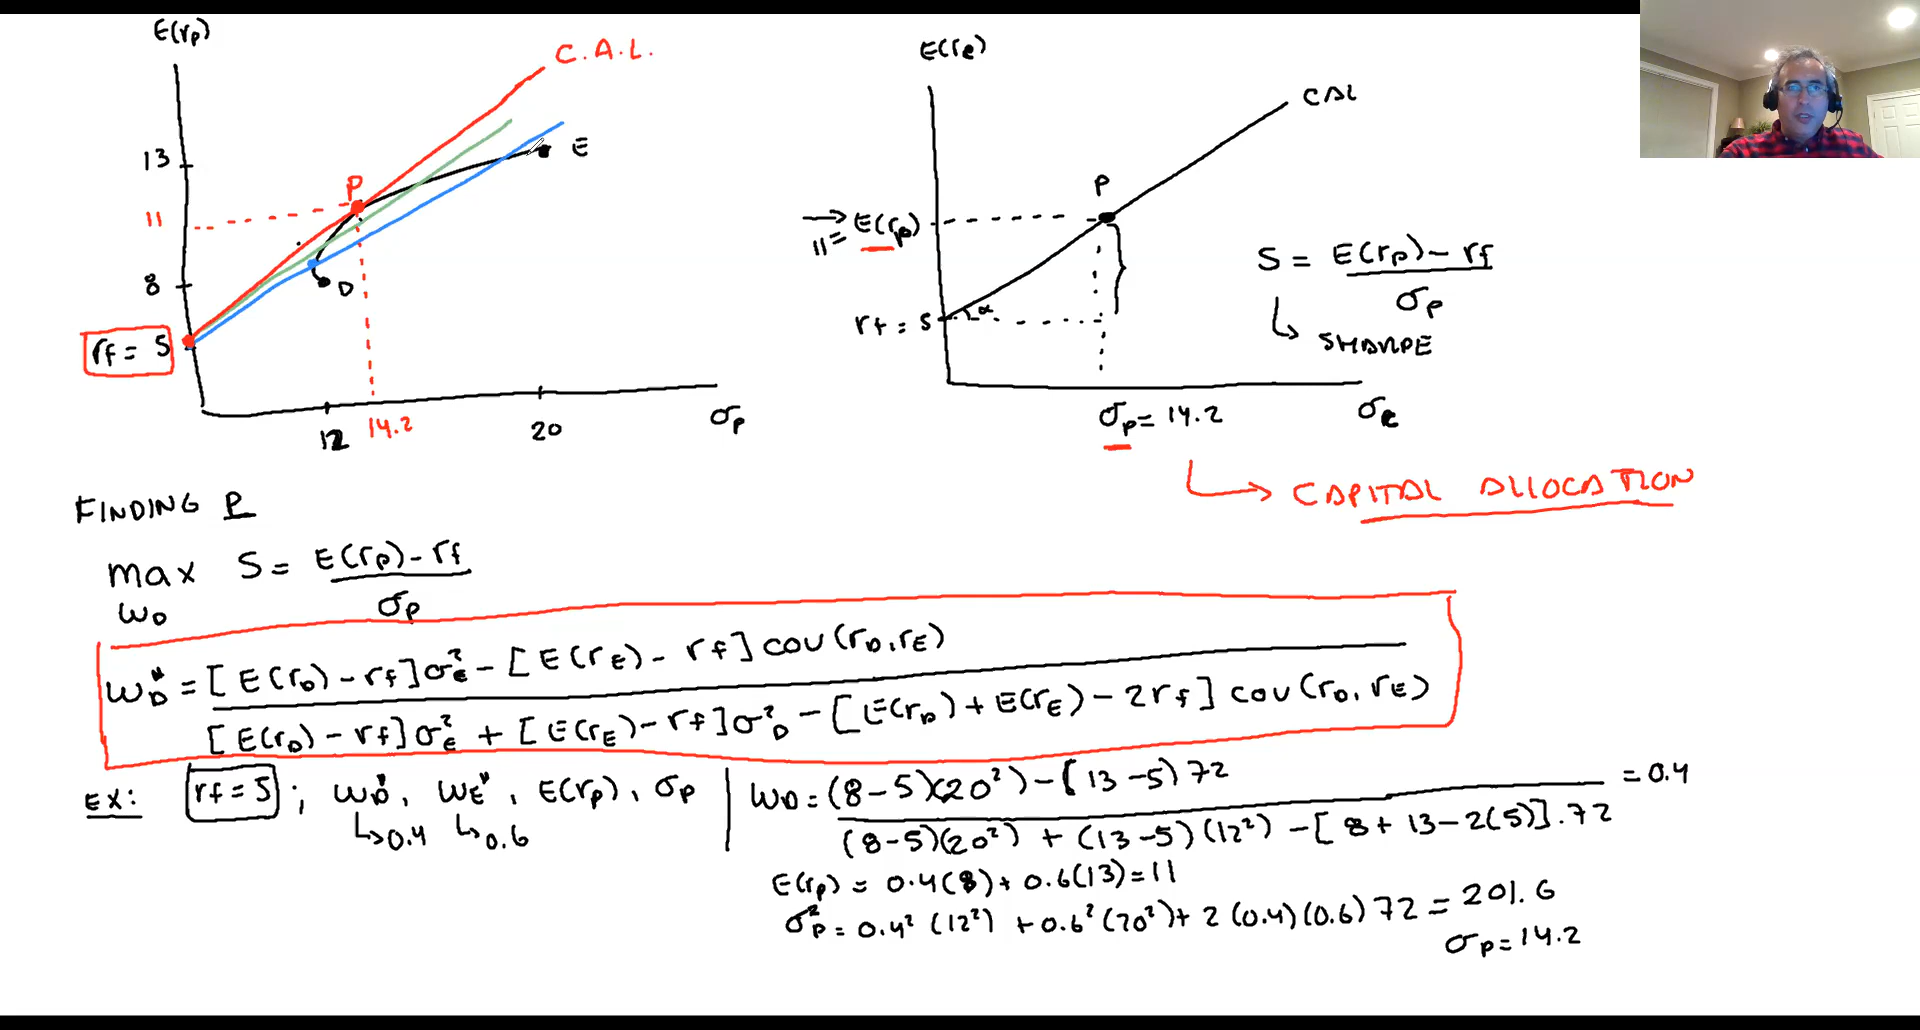 E(rp)
C.A.L.
13
E
P
11
8
D
rf = 5
12
14.2
20
σp
E(re)
CAL
P
→ E(rp)
11 =
α
rf = 5
S = E(rp) - rf
σp
↳ SHARPE
σp = 14.2
σe
↳ CAPITAL ALLOCATION
FINDING P
max S = E(rp) - rf
wD σp
wD* = [E(rD) - rf]σE² - [E(rE) - rf] cov(rD, rE)
[E(rD) - rf]σE² + [E(rE) - rf]σD² - [E(rD) + E(rE) - 2rf] cov(rD, rE)
EX: rf = 5 ; wD*, wE*, E(rp), σp
↳ 0.4 ↳ 0.6
wD = (8-5)(20²) - [13-5) 72 = 0.4
(8-5)(20²) + (13-5)(12²) - [8 + 13 - 2(5)] . 72
E(rp) = 0.4(8) + 0.6(13) = 11
σp² = 0.4² (12²) + 0.6² (20²) + 2 (0.4)(0.6) 72 = 201.6
σp = 14.2